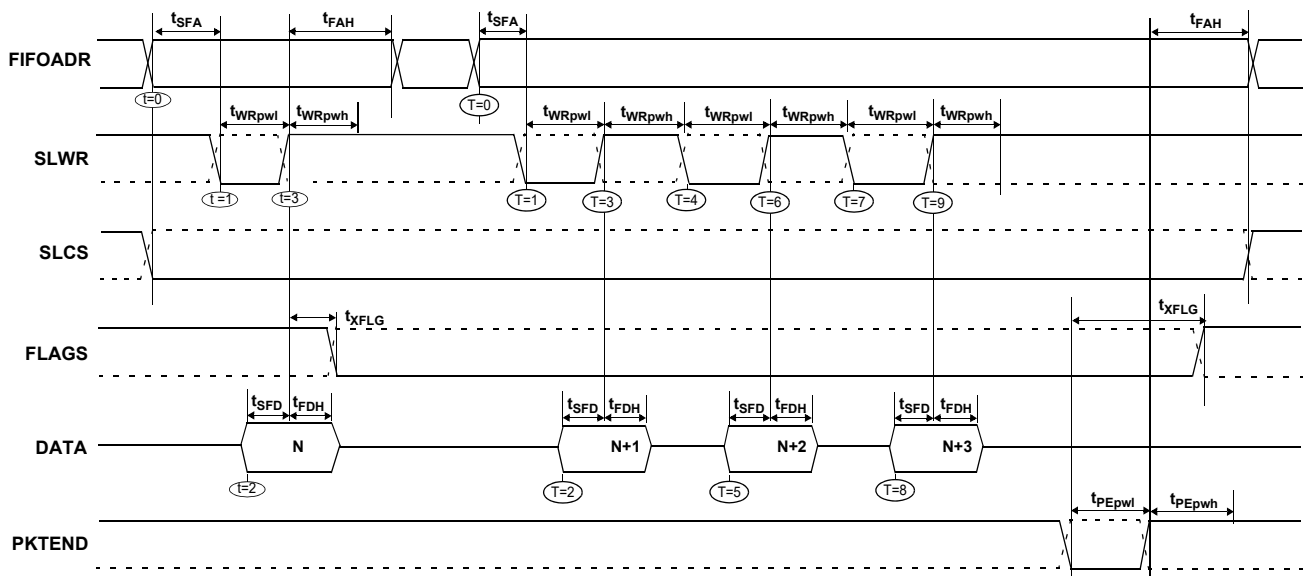 tSFA tFAH tSFA tFAH
FIFOADR
t=0 T=0
tWRpwl tWRpwh tWRpwl tWRpwh tWRpwl tWRpwh tWRpwl tWRpwh
SLWR
t =1 t=3 T=1 T=3 T=4 T=6 T=7 T=9
SLCS
tXFLG tXFLG
FLAGS
tSFD tFDH tSFD tFDH tSFD tFDH tSFD tFDH
DATA N N+1 N+2 N+3
t=2 T=2 T=5 T=8
tPEpwl tPEpwh
PKTEND